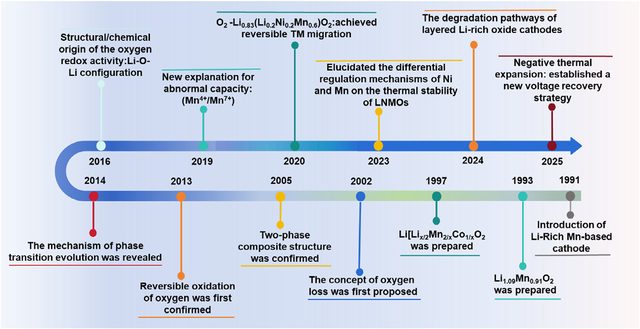 Structural/chemical
origin of the oxygen
redox activity:Li-O-
Li configuration
2016
New explanation for
abnormal capacity:
(Mn⁴⁺/Mn⁷⁺)
2019
O₂ -Li₀.₈₃(Li₀.₂Ni₀.₂Mn₀.₆)O₂:achieved
reversible TM migration
2020
Elucidated the differential
regulation mechanisms of Ni
and Mn on the thermal stability
of LNMOs
2023
The degradation pathways of
layered Li-rich oxide cathodes
2024
Negative thermal
expansion: established a
new voltage recovery
strategy
2025
2014
The mechanism of phase
transition evolution was revealed
2013
Reversible oxidation
of oxygen was first
confirmed
2005
Two-phase
composite structure
was confirmed
2002
The concept of oxygen
loss was first proposed
1997
Li[Liₓ/₂Mn₂/ₓCo₁/ₓO₂
was prepared
1993
Li₁.₀₉Mn₀.₉₁O₂
was prepared
1991
Introduction of
Li-Rich Mn-based
cathode